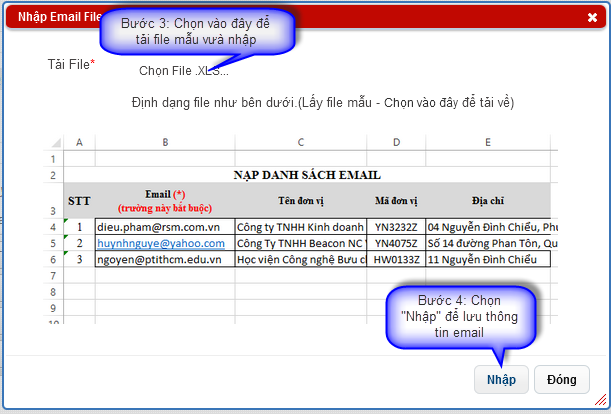 Nhập Email File
Bước 3: Chọn vào đây để
tải file mẫu vưà nhập
Tải File*
Chọn File .XLS...
Định dạng file như bên dưới.(Lấy file mẫu - Chọn vào đây để tải về)
A B C D E
1
2 NẠP DANH SÁCH EMAIL
3 STT Email (*) Tên đơn vị Mã đơn vị Địa chỉ
(trường này bắt buộc)
4 1 dieu.pham@rsm.com.vn Công ty TNHH Kinh doanh YN3232Z 04 Nguyễn Đình Chiểu, Phu
5 2 huynhnguye@yahoo.com Công Ty TNHH Beacon NC YN4075Z Số 14 đường Phan Tôn, Qu
6 3 ngoyen@ptithcm.edu.vn Học viện Công nghệ Bưu c HW0133Z 11 Nguyễn Đình Chiểu
7
8
9
Bước 4: Chọn
"Nhập" để lưu thông
tin email
Nhập Đóng